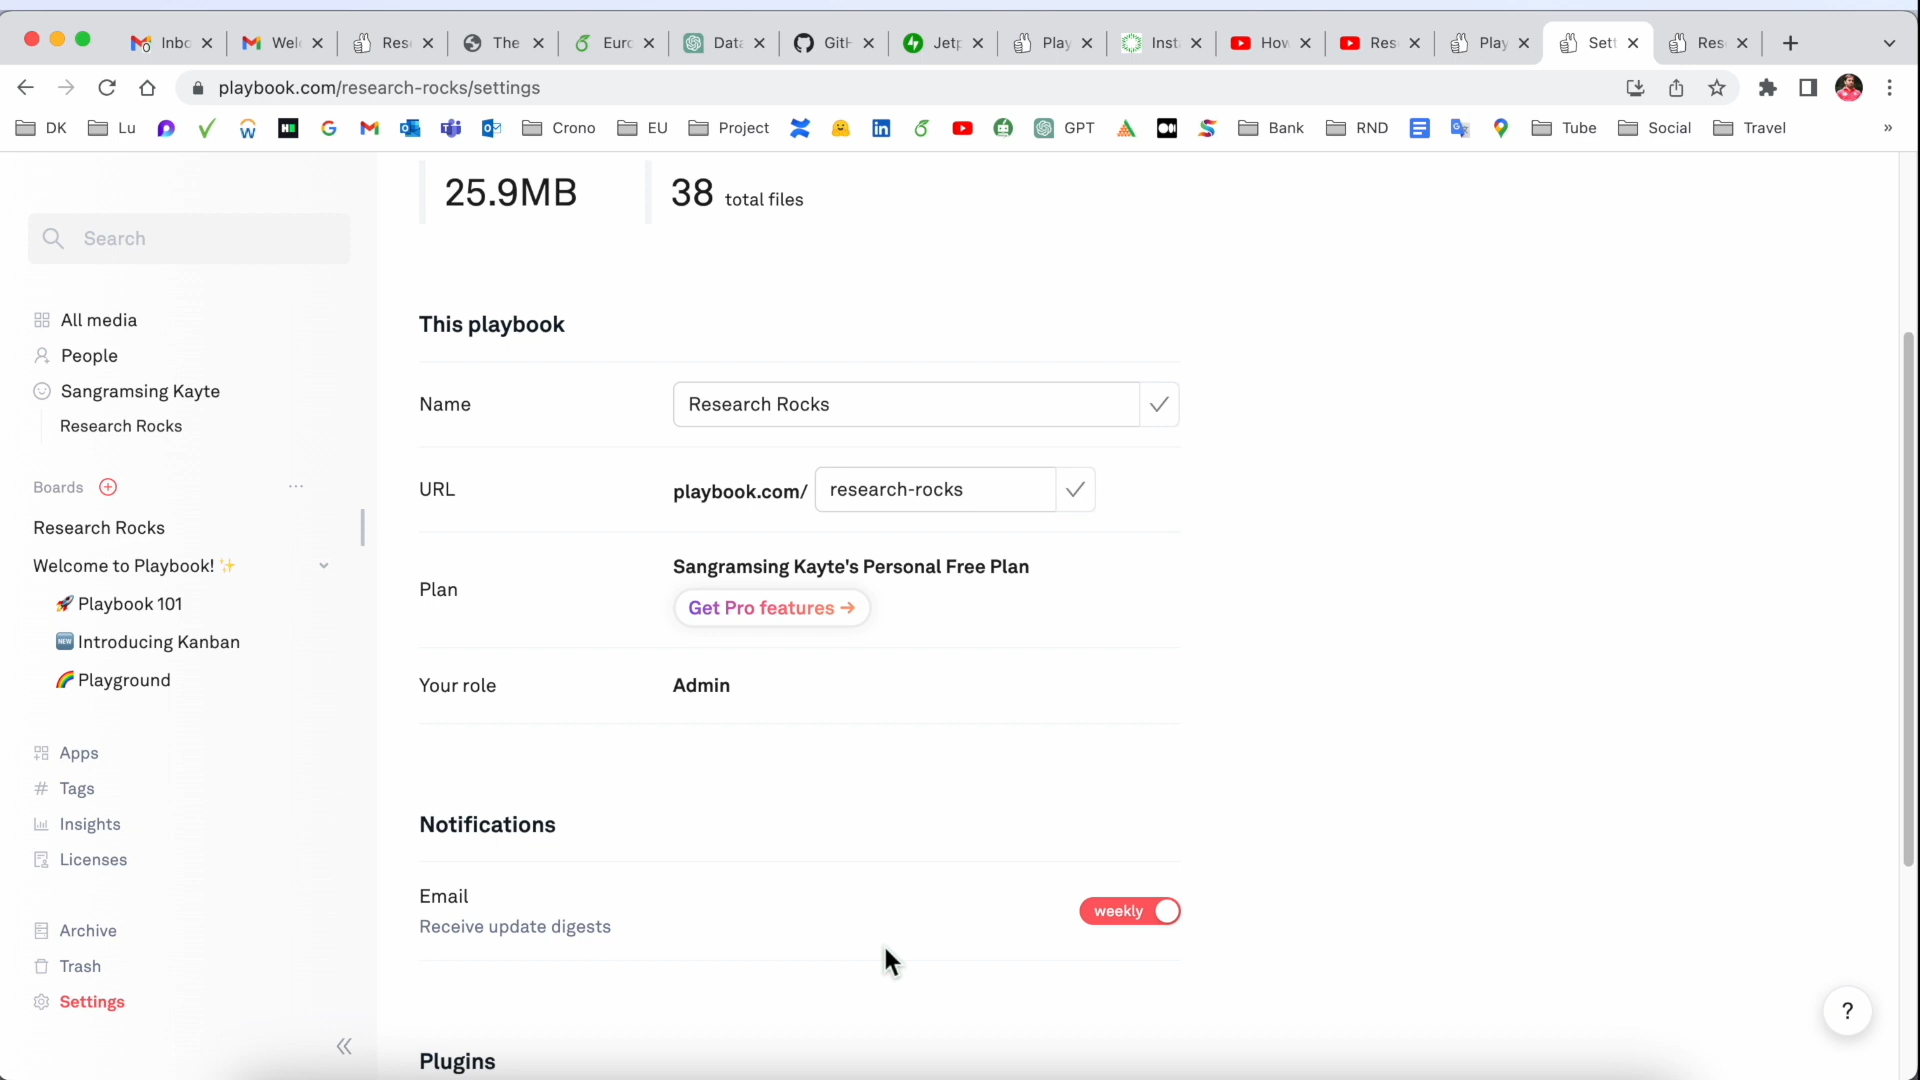 Inbc
Wel
Res
The
Euro
Data
GitH
Jetp
Play
Inst
How
Res
Play
Sett
Res
playbook.com/research-rocks/settings
DK
Lu
Crono
EU
Project
GPT
Bank
RND
Tube
Social
Travel
»
25.9MB
38 total files
Search
All media
People
Sangramsing Kayte
Research Rocks
Boards
Research Rocks
Welcome to Playbook! ✨
🚀 Playbook 101
🆕 Introducing Kanban
🌈 Playground
Apps
Tags
Insights
Licenses
Archive
Trash
Settings
This playbook
Name
Research Rocks
URL
playbook.com/ research-rocks
Plan
Sangramsing Kayte's Personal Free Plan
Get Pro features →
Your role
Admin
Notifications
Email
Receive update digests
weekly
Plugins
?